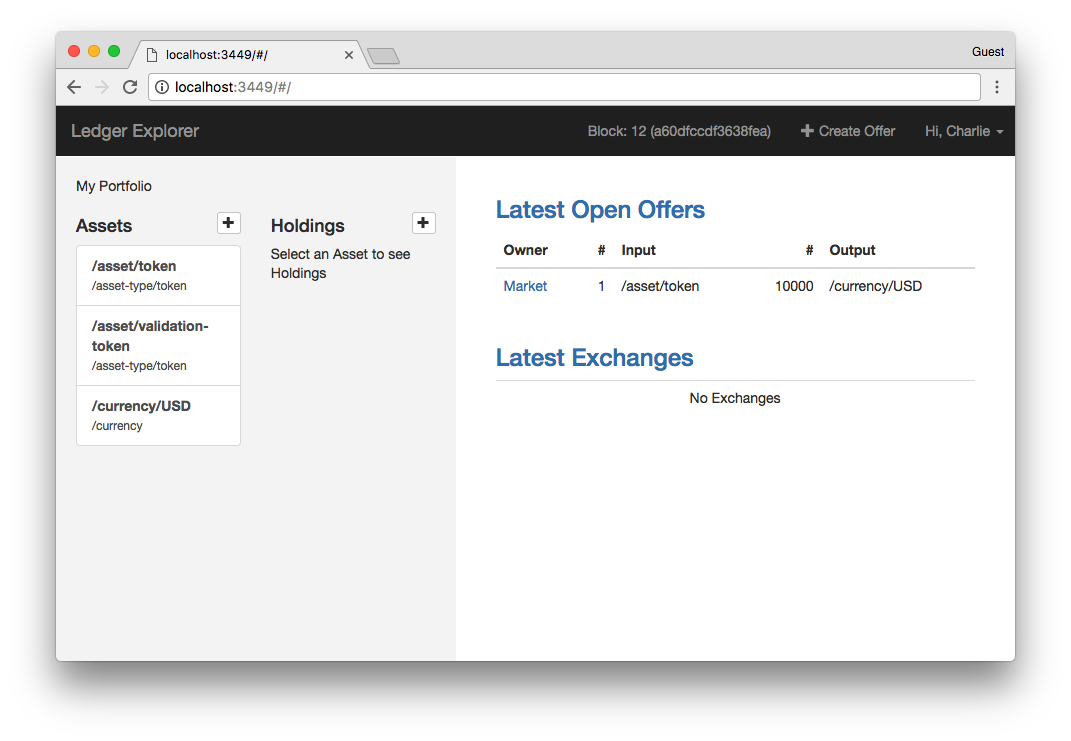 localhost:3449/#/
Guest
localhost:3449/#/
Ledger Explorer
Block: 12 (a60dfccdf3638fea)
Create Offer
Hi, Charlie
My Portfolio
Assets
/asset/token
/asset-type/token
/asset/validation-
token
/asset-type/token
/currency/USD
/currency
Holdings
Select an Asset to see
Holdings
Latest Open Offers
Owner # Input # Output
Market 1 /asset/token 10000 /currency/USD
Latest Exchanges
No Exchanges